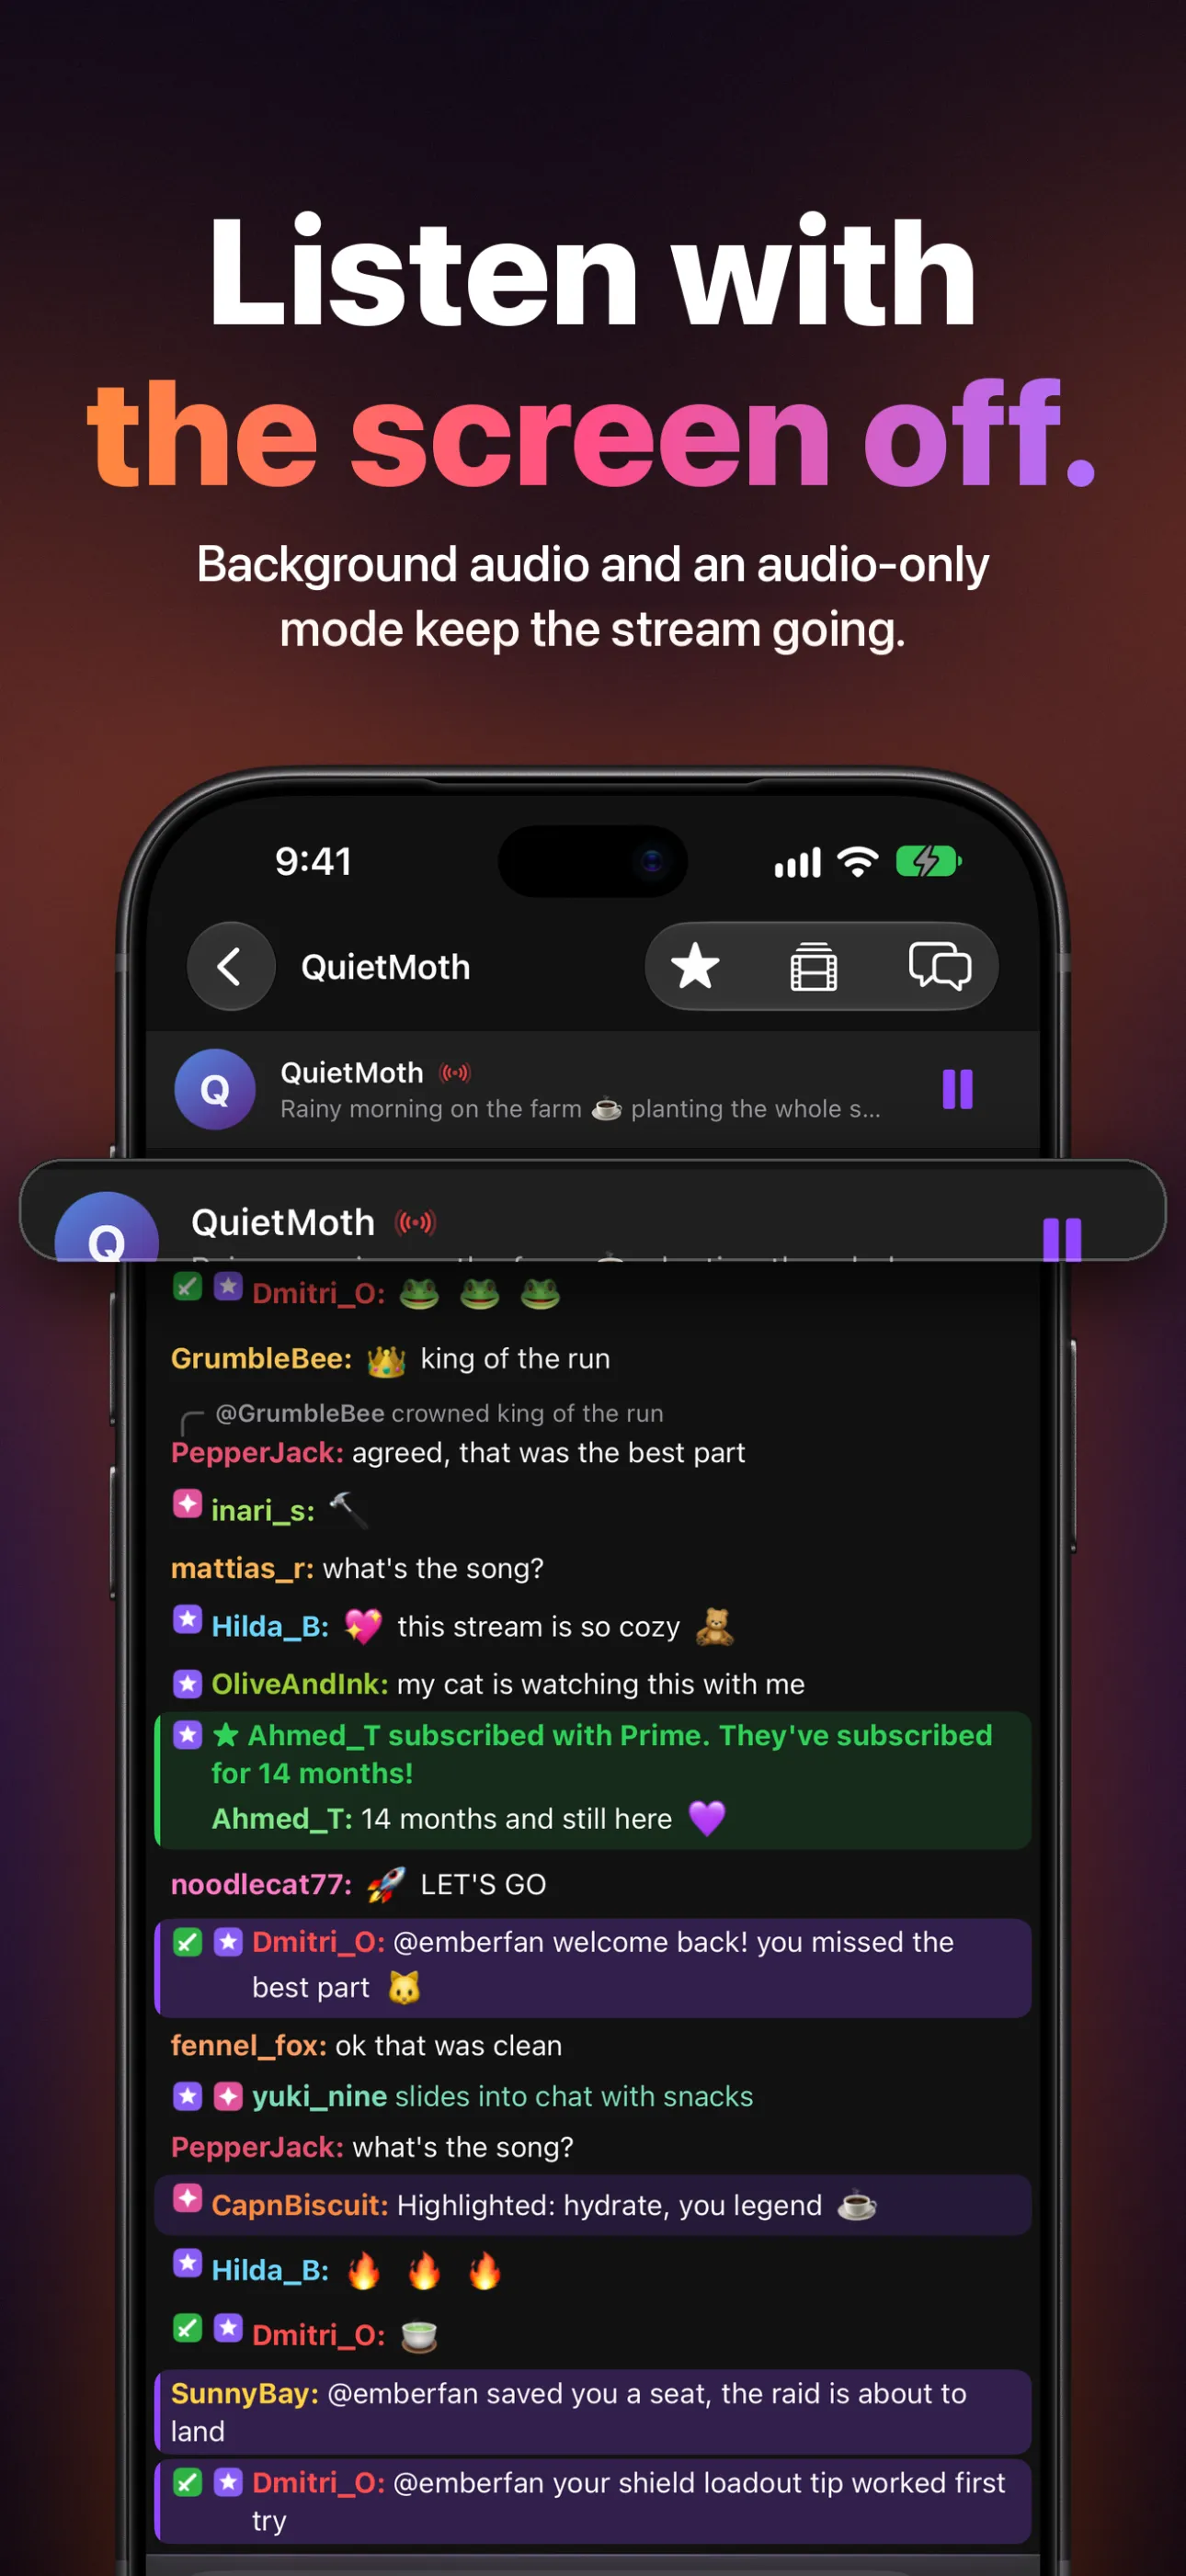 Listen with
the screen off.
Background audio and an audio-only
mode keep the stream going.
9:41
QuietMoth
Q
QuietMoth
Rainy morning on the farm ☕ planting the whole s...
Q
QuietMoth
Dmitri_O: 🐸 🐸 🐸
GrumbleBee: 👑 king of the run
@GrumbleBee crowned king of the run
PepperJack: agreed, that was the best part
inari_s: 🔨
mattias_r: what's the song?
Hilda_B: 💖 this stream is so cozy 🧸
OliveAndInk: my cat is watching this with me
★ Ahmed_T subscribed with Prime. They've subscribed
for 14 months!
Ahmed_T: 14 months and still here 💜
noodlecat77: 🚀 LET'S GO
Dmitri_O: @emberfan welcome back! you missed the
best part 🐱
fennel_fox: ok that was clean
yuki_nine slides into chat with snacks
PepperJack: what's the song?
CapnBiscuit: Highlighted: hydrate, you legend ☕
Hilda_B: 🔥 🔥 🔥
Dmitri_O: 🍵
SunnyBay: @emberfan saved you a seat, the raid is about to
land
Dmitri_O: @emberfan your shield loadout tip worked first
try